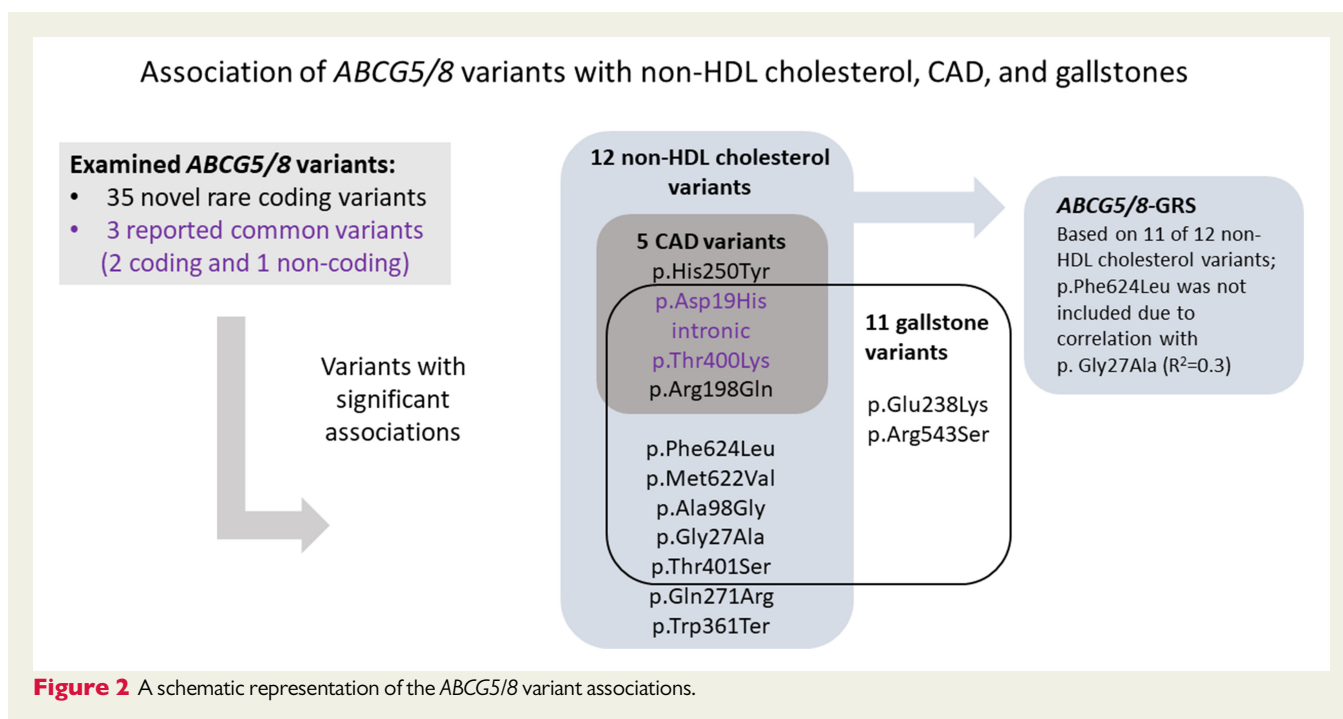 Association of ABCG5/8 variants with non-HDL cholesterol, CAD, and gallstones
Examined ABCG5/8 variants:
• 35 novel rare coding variants
• 3 reported common variants
(2 coding and 1 non-coding)
Variants with
significant
associations
12 non-HDL cholesterol
variants
5 CAD variants
p.His250Tyr
p.Asp19His
intronic
p.Thr400Lys
p.Arg198Gln
p.Phe624Leu
p.Met622Val
p.Ala98Gly
p.Gly27Ala
p.Thr401Ser
p.Gln271Arg
p.Trp361Ter
11 gallstone
variants
p.Glu238Lys
p.Arg543Ser
ABCG5/8-GRS
Based on 11 of 12 non-
HDL cholesterol variants;
p.Phe624Leu was not
included due to
correlation with
p. Gly27Ala (R²=0.3)
Figure 2 A schematic representation of the ABCG5/8 variant associations.